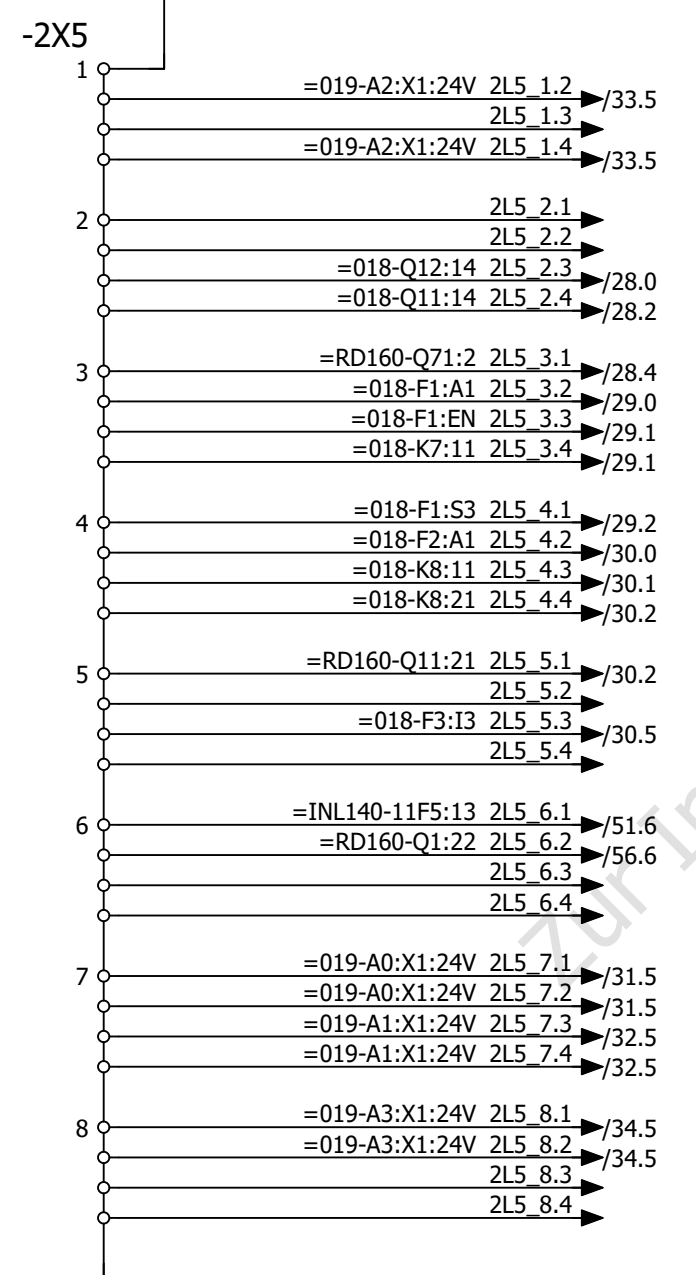 -2X5
1
=019-A2:X1:24V 2L5_1.2 /33.5
2L5_1.3
=019-A2:X1:24V 2L5_1.4 /33.5
2 2L5_2.1
2L5_2.2
=018-Q12:14 2L5_2.3 /28.0
=018-Q11:14 2L5_2.4 /28.2
3 =RD160-Q71:2 2L5_3.1 /28.4
=018-F1:A1 2L5_3.2 /29.0
=018-F1:EN 2L5_3.3 /29.1
=018-K7:11 2L5_3.4 /29.1
4 =018-F1:S3 2L5_4.1 /29.2
=018-F2:A1 2L5_4.2 /30.0
=018-K8:11 2L5_4.3 /30.1
=018-K8:21 2L5_4.4 /30.2
5 =RD160-Q11:21 2L5_5.1 /30.2
2L5_5.2
=018-F3:I3 2L5_5.3 /30.5
2L5_5.4
6 =INL140-11F5:13 2L5_6.1 /51.6
=RD160-Q1:22 2L5_6.2 /56.6
2L5_6.3
2L5_6.4
7 =019-A0:X1:24V 2L5_7.1 /31.5
=019-A0:X1:24V 2L5_7.2 /31.5
=019-A1:X1:24V 2L5_7.3 /32.5
=019-A1:X1:24V 2L5_7.4 /32.5
8 =019-A3:X1:24V 2L5_8.1 /34.5
=019-A3:X1:24V 2L5_8.2 /34.5
2L5_8.3
2L5_8.4
Zur